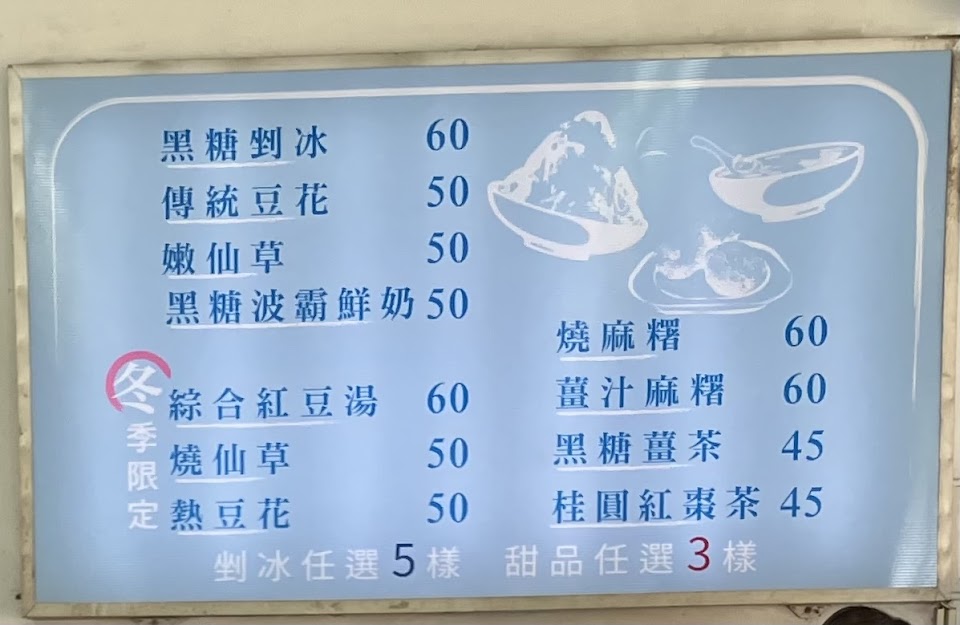 黑糖剉冰 60
傳統豆花 50
嫩仙草 50
黑糖波霸鮮奶 50
冬季限定
綜合紅豆湯 60
燒仙草 50
熱豆花 50
燒麻糬 60
薑汁麻糬 60
黑糖薑茶 45
桂圓紅棗茶 45
剉冰任選5樣 甜品任選3樣